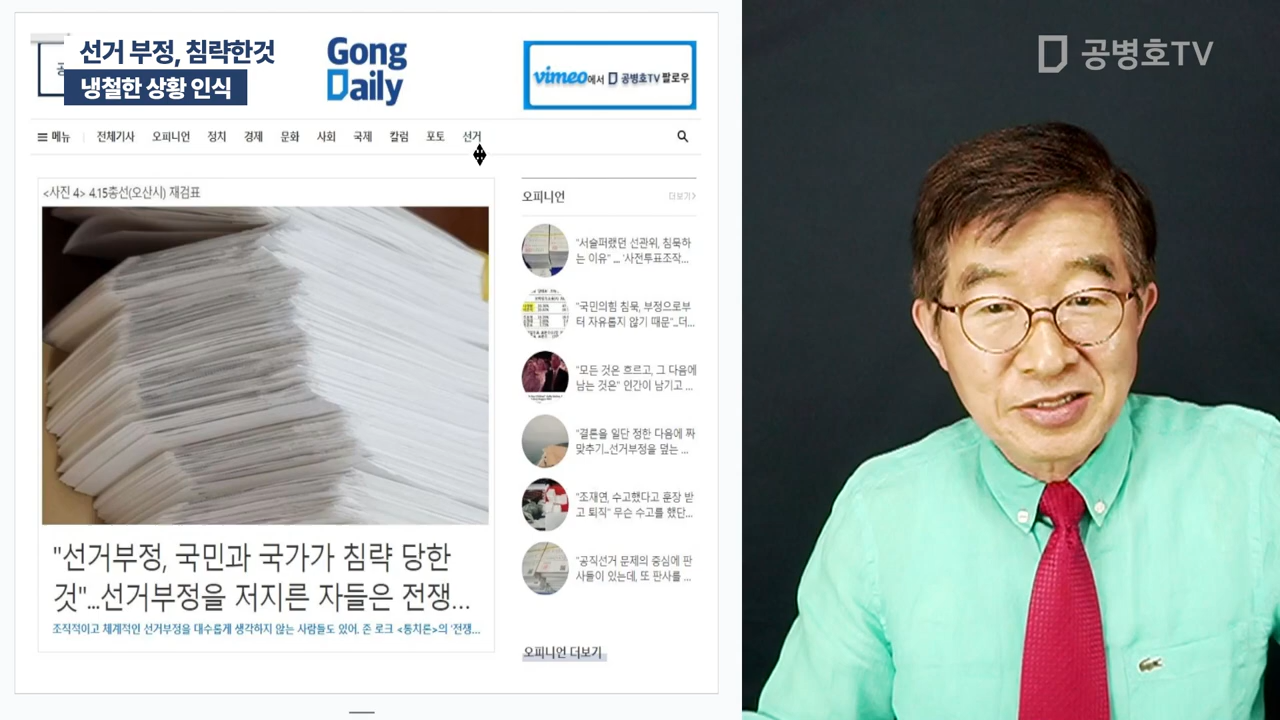 선거 부정, 침략한것
냉철한 상황 인식
Gong
Daily
vimeo에서 공병호TV 팔로우
공병호TV
메뉴 전체기사 오피니언 정치 경제 문화 사회 국제 칼럼 포토 선거
<사진 4> 4.15총선(오산시) 재검표
오피니언
더보기>
"서슬퍼랬던 선관위, 침묵하
는 이유" ... '사전투표조작...
"국민의힘 침묵, 부정으로부
터 자유롭지 않기 때문"...더...
"모든 것은 흐르고, 그 다음에
남는 것은" 인간이 남기고 ...
"결론을 일단 정한 다음에 짜
맞추기...선거부정을 덮는 ...
"조재연, 수고했다고 훈장 받
고 퇴직" 무슨 수고를 했단...
"공직선거 문제의 중심에 판
사들이 있는데, 또 판사를 ...
"선거부정, 국민과 국가가 침략 당한
것"...선거부정을 저지른 자들은 전쟁...
조직적이고 체계적인 선거부정을 대수롭게 생각하지 않는 사람들도 있어. 존 로크 <통치론>의 '전쟁...
오피니언 더보기